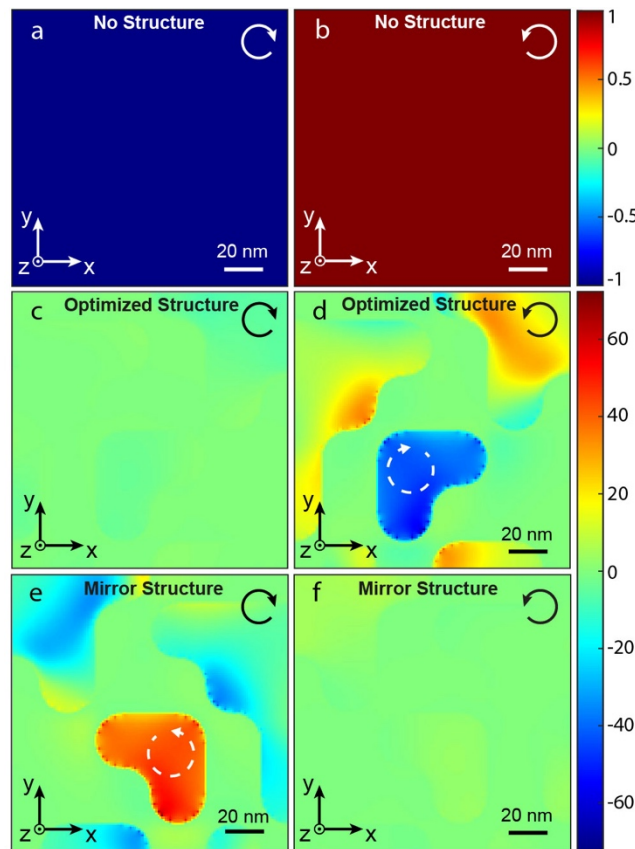 a No Structure
y
z x
20 nm
b No Structure
y
z x
20 nm
1
0.5
0
-0.5
-1
c Optimized Structure
y
z x
d Optimized Structure
y
z x
20 nm
60
40
20
0
-20
-40
-60
e Mirror Structure
y
z x
20 nm
f Mirror Structure
y
z x
20 nm